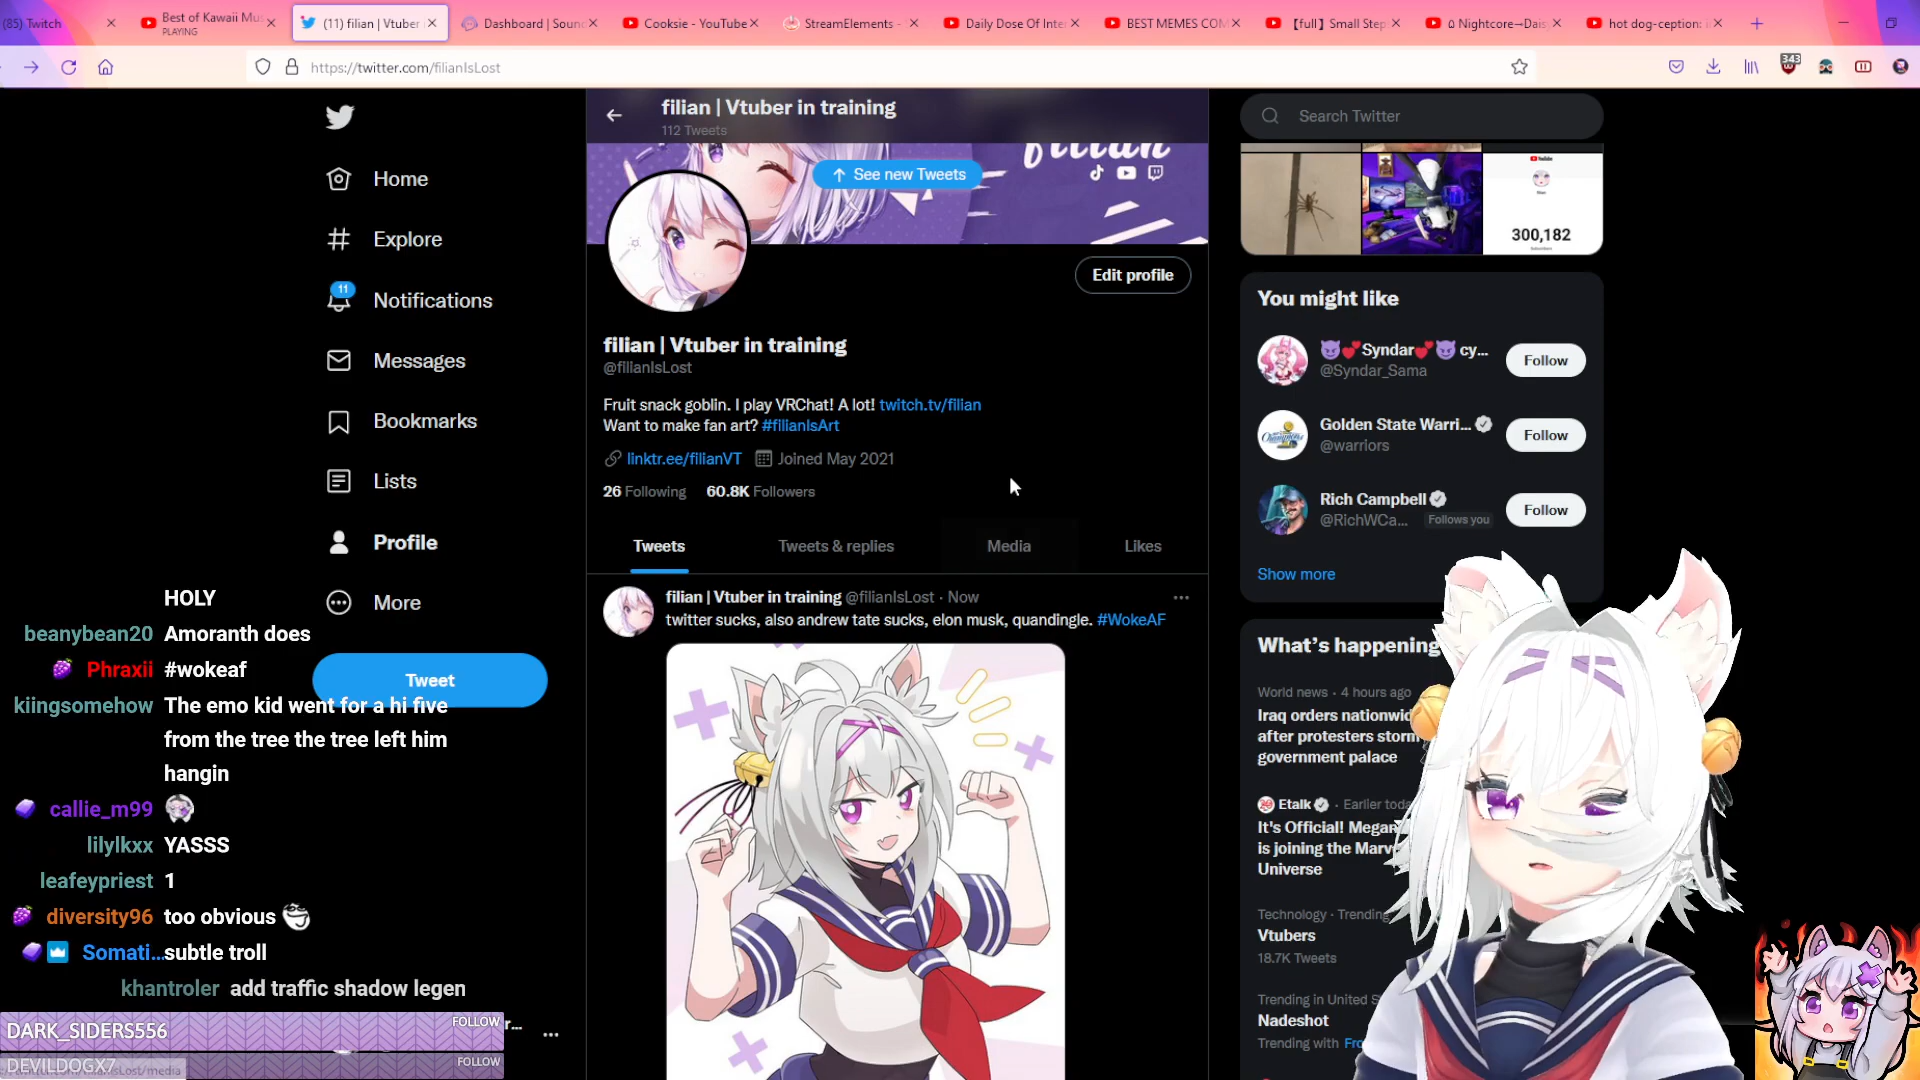 (85) Twitch
Best of Kawaii Mus
PLAYING
(11) filian | Vtuber
Dashboard | Soun
Cooksie - YouTube
StreamElements -
Daily Dose Of Inte
BEST MEMES COM
【full】Small Step
Nightcore→Dais
hot dog-ception: i
https://twitter.com/filianIsLost
343
filian | Vtuber in training
112 Tweets
See new Tweets
filian
Search Twitter
300,182
Home
Explore
11
Notifications
Messages
Bookmarks
Lists
Profile
More
Tweet
Edit profile
filian | Vtuber in training
@filianIsLost
Fruit snack goblin. I play VRChat! A lot! twitch.tv/filian
Want to make fan art? #filianIsArt
linktr.ee/filianVT Joined May 2021
26 Following 60.8K Followers
Tweets Tweets & replies Media Likes
filian | Vtuber in training @filianIsLost · Now
twitter sucks, also andrew tate sucks, elon musk, quandingle. #WokeAF
You might like
Syndar cy...
@Syndar_Sama
Follow
Golden State Warri...
@warriors
Follow
Rich Campbell
@RichWCa... Follows you
Follow
Show more
What's happening
World news · 4 hours ago
Iraq orders nationwid
after protesters storm
government palace
Etalk · Earlier toda
It's Official! Megan
is joining the Marv
Universe
Technology · Trending
Vtubers
18.7K Tweets
Trending in United S
Nadeshot
Trending with Fro
HOLY
beanybean20 Amoranth does
Phraxii #wokeaf
kiingsomehow The emo kid went for a hi five
from the tree the tree left him
hangin
callie_m99
lilylkxx YASSS
leafeypriest 1
diversity96 too obvious
Somati... subtle troll
khantroler add traffic shadow legen
DARK_SIDERS556 FOLLOW
DEVILDOGX7 FOLLOW